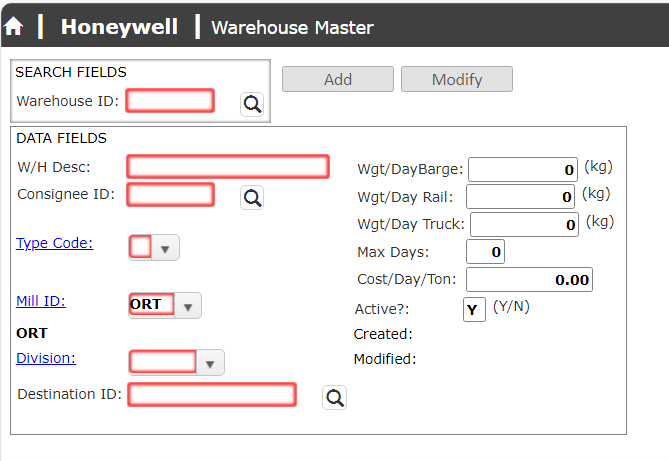 Honeywell Warehouse Master
SEARCH FIELDS
Warehouse ID:
Add Modify
DATA FIELDS
W/H Desc:
Consignee ID:
Type Code:
Mill ID: ORT
ORT
Division:
Destination ID:
Wgt/DayBarge: 0 (kg)
Wgt/Day Rail: 0 (kg)
Wgt/Day Truck: 0 (kg)
Max Days: 0
Cost/Day/Ton: 0.00
Active?: Y (Y/N)
Created:
Modified: